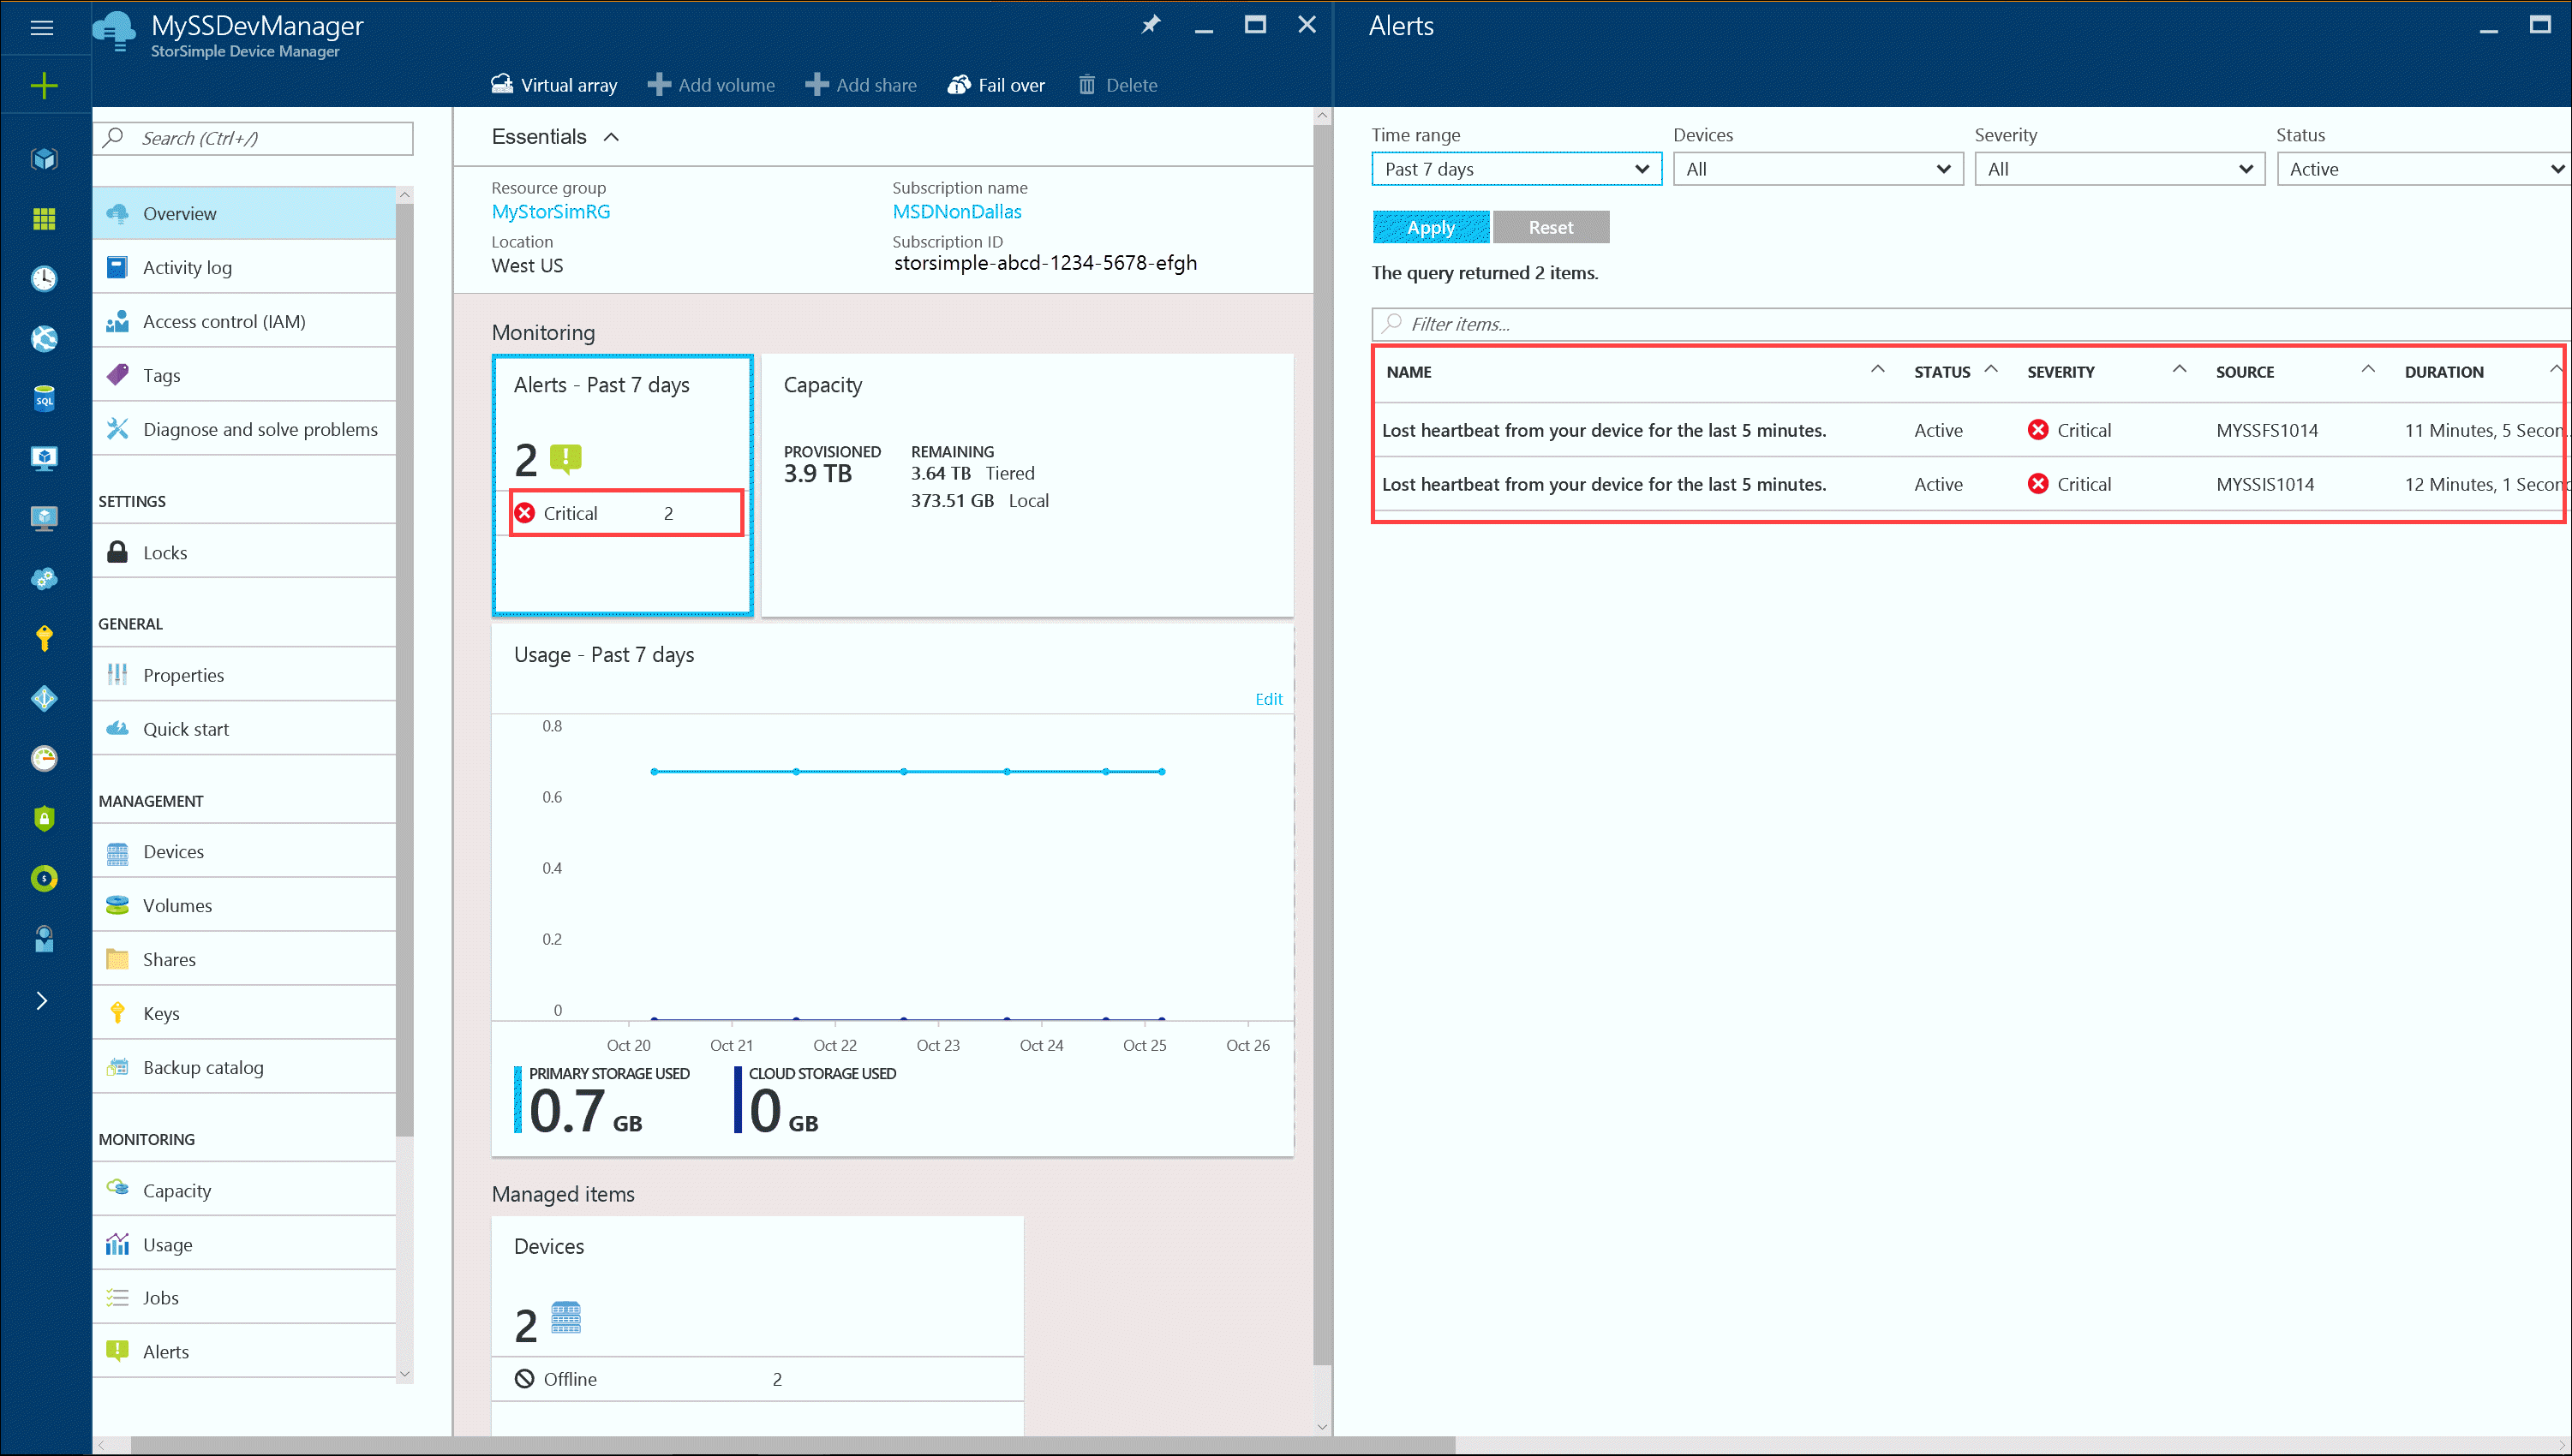 MySSDevManager
StorSimple Device Manager
Virtual array
Add volume
Add share
Fail over
Delete
Search (Ctrl+/)
Overview
Activity log
Access control (IAM)
Tags
Diagnose and solve problems
SETTINGS
Locks
GENERAL
Properties
Quick start
MANAGEMENT
Devices
Volumes
Shares
Keys
Backup catalog
MONITORING
Capacity
Usage
Jobs
Alerts
SQL
Essentials
Resource group
MyStorSimRG
Location
West US
Subscription name
MSDNonDallas
Subscription ID
storsimple-abcd-1234-5678-efgh
Monitoring
Alerts - Past 7 days
2
Critical 2
Capacity
PROVISIONED
3.9 TB
REMAINING
3.64 TB Tiered
373.51 GB Local
Usage - Past 7 days
Edit
0.8
0.6
0.4
0.2
0
Oct 20 Oct 21 Oct 22 Oct 23 Oct 24 Oct 25 Oct 26
PRIMARY STORAGE USED
0.7 GB
CLOUD STORAGE USED
0 GB
Managed items
Devices
2
Offline 2
Alerts
Time range
Past 7 days
Devices
All
Severity
All
Status
Active
Apply
Reset
The query returned 2 items.
Filter items...
NAME STATUS SEVERITY SOURCE DURATION
Lost heartbeat from your device for the last 5 minutes. Active Critical MYSSFS1014 11 Minutes, 5 Secon...
Lost heartbeat from your device for the last 5 minutes. Active Critical MYSSIS1014 12 Minutes, 1 Secon